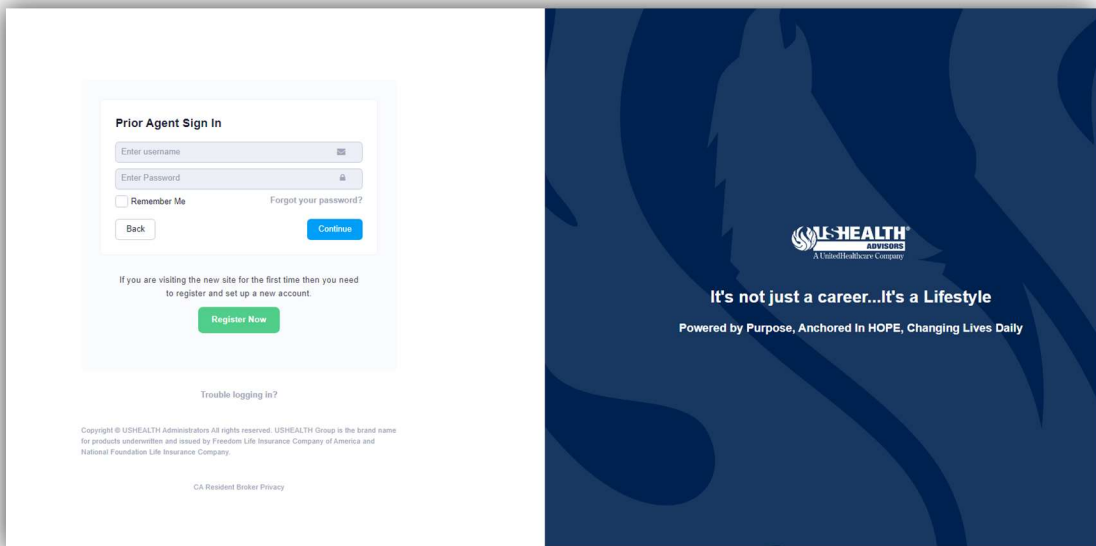 Prior Agent Sign In
Enter username
Enter Password
Remember Me
Forgot your password?
Back
Continue
If you are visiting the new site for the first time then you need
to register and set up a new account.
Register Now
Trouble logging in?
Copyright © USHEALTH Administrators All rights reserved. USHEALTH Group is the brand name
for products underwritten and issued by Freedom Life Insurance Company of America and
National Foundation Life Insurance Company.
CA Resident Broker Privacy
USHEALTH®
ADVISORS
A UnitedHealthcare Company
It's not just a career...It's a Lifestyle
Powered by Purpose, Anchored In HOPE, Changing Lives Daily